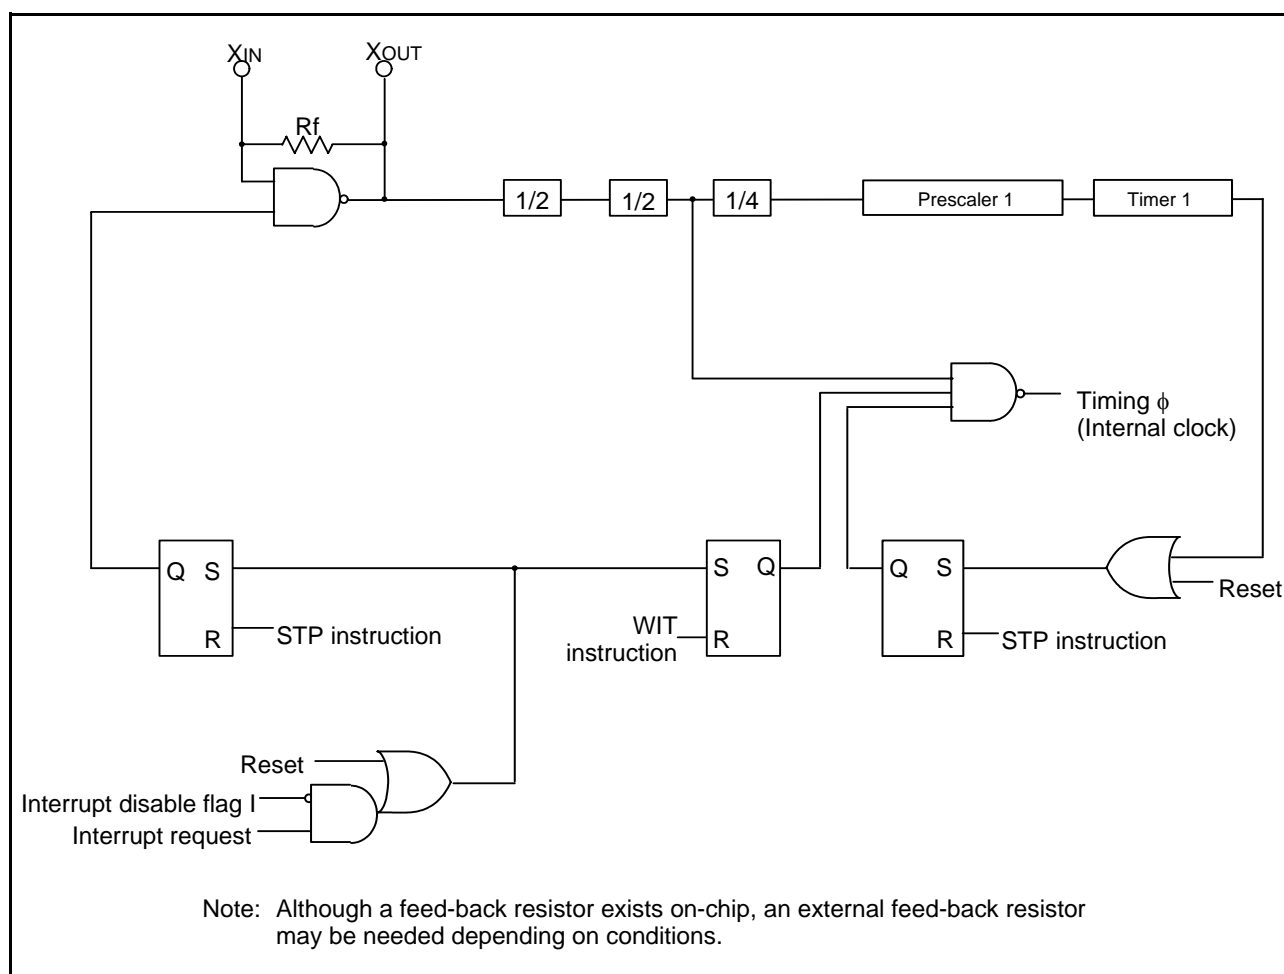 XIN
XOUT
Rf
1/2
1/2
1/4
Prescaler 1
Timer 1
Timing ϕ
(Internal clock)
Q
S
R
STP instruction
WIT
instruction
S
Q
R
Q
S
R
STP instruction
Reset
Reset
Interrupt disable flag I
Interrupt request
Note: Although a feed-back resistor exists on-chip, an external feed-back resistor
may be needed depending on conditions.